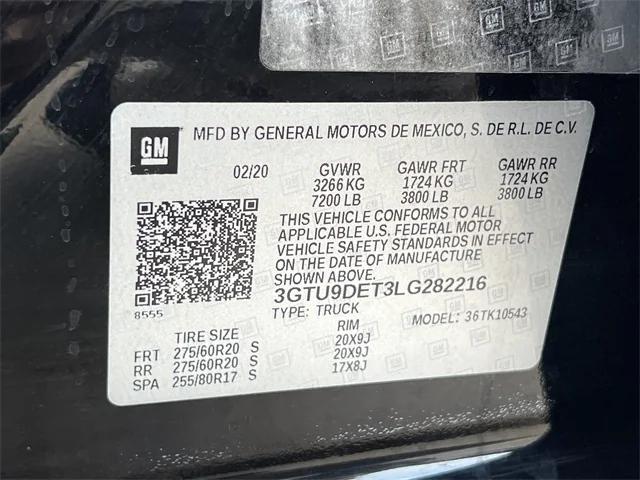 GM
MFD BY GENERAL MOTORS DE MEXICO, S. DE R.L. DE C.V.
02/20 GVWR GAWR FRT GAWR RR
3266 KG 1724 KG 1724 KG
7200 LB 3800 LB 3800 LB
THIS VEHICLE CONFORMS TO ALL
APPLICABLE U.S. FEDERAL MOTOR
VEHICLE SAFETY STANDARDS IN EFFECT
ON THE DATE OF MANUFACTURE
SHOWN ABOVE.
3GTU9DET3LG282216
8555
TYPE: TRUCK MODEL: 36TK10543
TIRE SIZE RIM
FRT 275/60R20 S 20X9J
RR 275/60R20 S 20X9J
SPA 255/80R17 S 17X8J